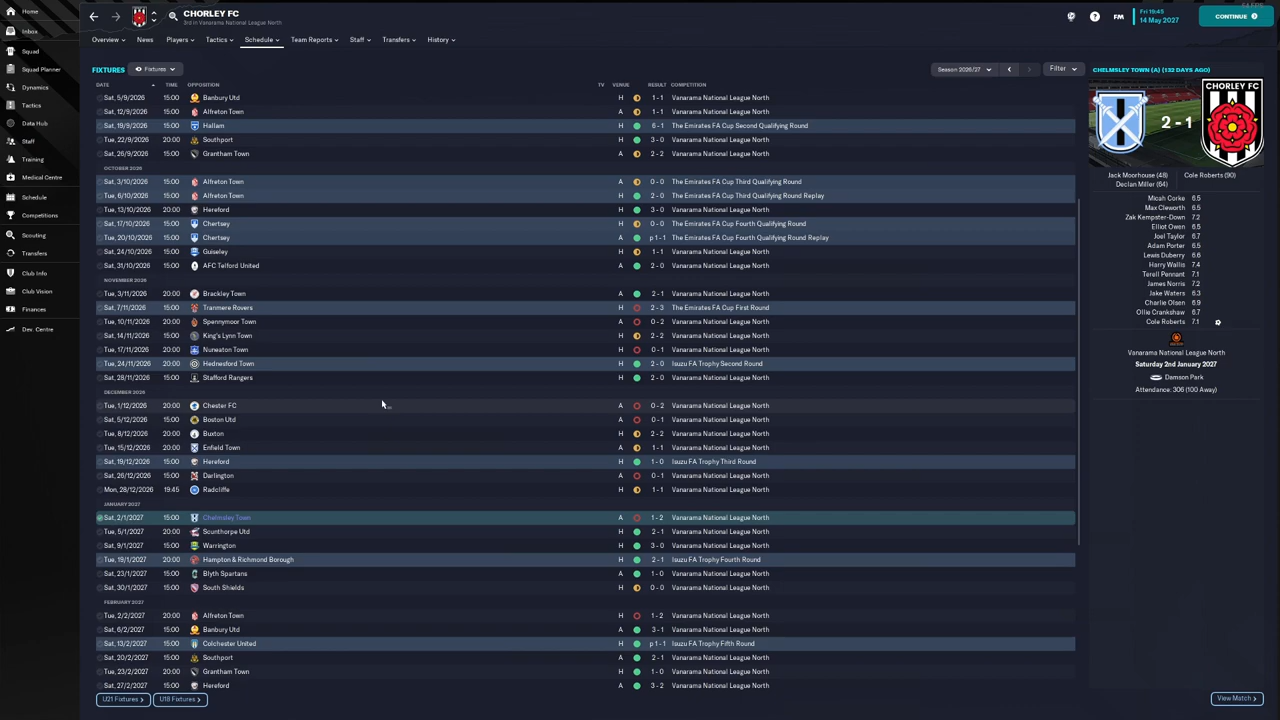 Home
CHORLEY FC
3rd in Vanarama National League North
FM
Fri 19:45
14 May 2027
CONTINUE
Inbox
Overview News Players Tactics Schedule Team Reports Staff Transfers History
Squad
Squad Planner
Dynamics
Tactics
Data Hub
Staff
Training
Medical Centre
Schedule
Competitions
Scouting
Transfers
Club Info
Club Vision
Finances
Dev. Centre
FIXTURES Fixtures Season 2026/27 Filter
DATE TIME OPPOSITION TV VENUE RESULT COMPETITION
Sat, 5/9/2026 15:00 Banbury Utd H 1-1 Vanarama National League North
Sat, 12/9/2026 15:00 Alfreton Town A 1-1 Vanarama National League North
Sat, 19/9/2026 15:00 Hallam H 6-1 The Emirates FA Cup Second Qualifying Round
Tue, 22/9/2026 20:00 Southport H 3-0 Vanarama National League North
Sat, 26/9/2026 15:00 Grantham Town A 2-2 Vanarama National League North
OCTOBER 2026
Sat, 3/10/2026 15:00 Alfreton Town A 0-0 The Emirates FA Cup Third Qualifying Round
Tue, 6/10/2026 15:00 Alfreton Town H 2-0 The Emirates FA Cup Third Qualifying Round Replay
Tue, 13/10/2026 20:00 Hereford H 3-0 Vanarama National League North
Sat, 17/10/2026 15:00 Chertsey H 0-0 The Emirates FA Cup Fourth Qualifying Round
Tue, 20/10/2026 15:00 Chertsey A p 1-1 The Emirates FA Cup Fourth Qualifying Round Replay
Sat, 24/10/2026 15:00 Guiseley H 1-1 Vanarama National League North
Sat, 31/10/2026 15:00 AFC Telford United A 2-0 Vanarama National League North
NOVEMBER 2026
Tue, 3/11/2026 20:00 Brackley Town A 2-1 Vanarama National League North
Sat, 7/11/2026 15:00 Tranmere Rovers H 2-3 The Emirates FA Cup First Round
Tue, 10/11/2026 20:00 Spennymoor Town A 0-2 Vanarama National League North
Sat, 14/11/2026 15:00 King's Lynn Town H 2-2 Vanarama National League North
Tue, 17/11/2026 20:00 Nuneaton Town H 0-1 Vanarama National League North
Tue, 24/11/2026 20:00 Hednesford Town H 2-0 Isuzu FA Trophy Second Round
Sat, 28/11/2026 15:00 Stafford Rangers H 2-0 Vanarama National League North
DECEMBER 2026
Tue, 1/12/2026 20:00 Chester FC A 0-2 Vanarama National League North
Sat, 5/12/2026 15:00 Boston Utd A 0-1 Vanarama National League North
Tue, 8/12/2026 20:00 Buxton H 2-2 Vanarama National League North
Tue, 15/12/2026 20:00 Enfield Town A 1-1 Vanarama National League North
Sat, 19/12/2026 15:00 Hereford H 1-0 Isuzu FA Trophy Third Round
Sat, 26/12/2026 15:00 Darlington A 0-1 Vanarama National League North
Mon, 28/12/2026 19:45 Radcliffe H 1-1 Vanarama National League North
JANUARY 2027
Sat, 2/1/2027 15:00 Chelmsley Town A 1-2 Vanarama National League North
Tue, 5/1/2027 20:00 Scunthorpe Utd H 2-1 Vanarama National League North
Sat, 9/1/2027 15:00 Warrington H 3-0 Vanarama National League North
Tue, 19/1/2027 20:00 Hampton & Richmond Borough H 2-1 Isuzu FA Trophy Fourth Round
Sat, 23/1/2027 15:00 Blyth Spartans A 1-0 Vanarama National League North
Sat, 30/1/2027 15:00 South Shields H 0-0 Vanarama National League North
FEBRUARY 2027
Tue, 2/2/2027 20:00 Alfreton Town H 1-2 Vanarama National League North
Sat, 6/2/2027 15:00 Banbury Utd A 3-1 Vanarama National League North
Sat, 13/2/2027 15:00 Colchester United H p 1-1 Isuzu FA Trophy Fifth Round
Sat, 20/2/2027 15:00 Southport A 2-1 Vanarama National League North
Tue, 23/2/2027 20:00 Grantham Town H 1-0 Vanarama National League North
Sat, 27/2/2027 15:00 Hereford A 3-2 Vanarama National League North
U21 Fixtures U18 Fixtures
CHELMSLEY TOWN (A) (132 DAYS AGO)
2 - 1
CHORLEY FC
Jack Moorhouse (48) Cole Roberts (90)
Declan Miller (64)
Micah Corke 6.5
Max Cleworth 6.5
Zak Kempster-Down 7.2
Elliot Owen 6.5
Joel Taylor 6.7
Adam Porter 6.5
Lewis Duberry 6.6
Harry Wallis 7.4
Terell Pennant 7.1
James Norris 7.2
Jake Waters 6.3
Charlie Olsen 6.9
Ollie Crankshaw 6.7
Cole Roberts 7.1
Vanarama National League North
Saturday 2nd January 2027
Damson Park
Attendance: 306 (100 Away)
View Match